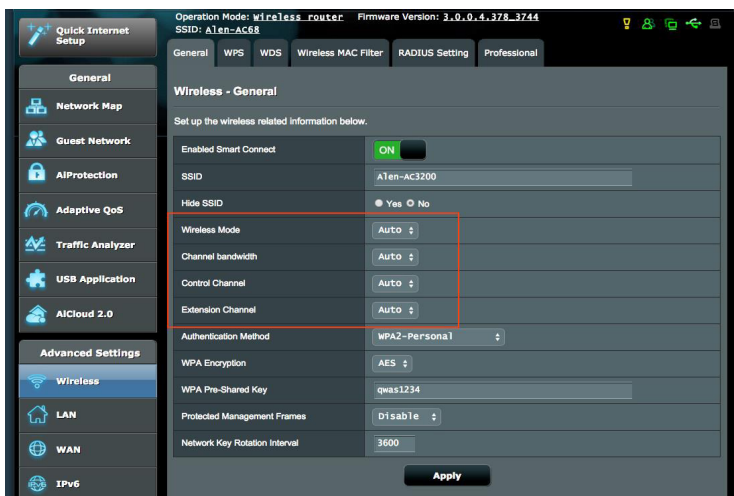 Quick Internet Setup
Operation Mode: Wireless router Firmware Version: 3.0.0.4.378_3744
SSID: Alen-AC68
General WPS WDS Wireless MAC Filter RADIUS Setting Professional
General
Network Map
Guest Network
AiProtection
Adaptive QoS
Traffic Analyzer
USB Application
AiCloud 2.0
Advanced Settings
Wireless
LAN
WAN
IPv6
IPv6
Wireless - General
Set up the wireless related information below.
Enabled Smart Connect ON
SSID Alen-AC3200
Hide SSID Yes No
Wireless Mode Auto
Channel bandwidth Auto
Control Channel Auto
Extension Channel Auto
Authentication Method WPA2-Personal
WPA Encryption AES
WPA Pre-Shared Key qwas1234
Protected Management Frames Disable
Network Key Rotation Interval 3600
Apply